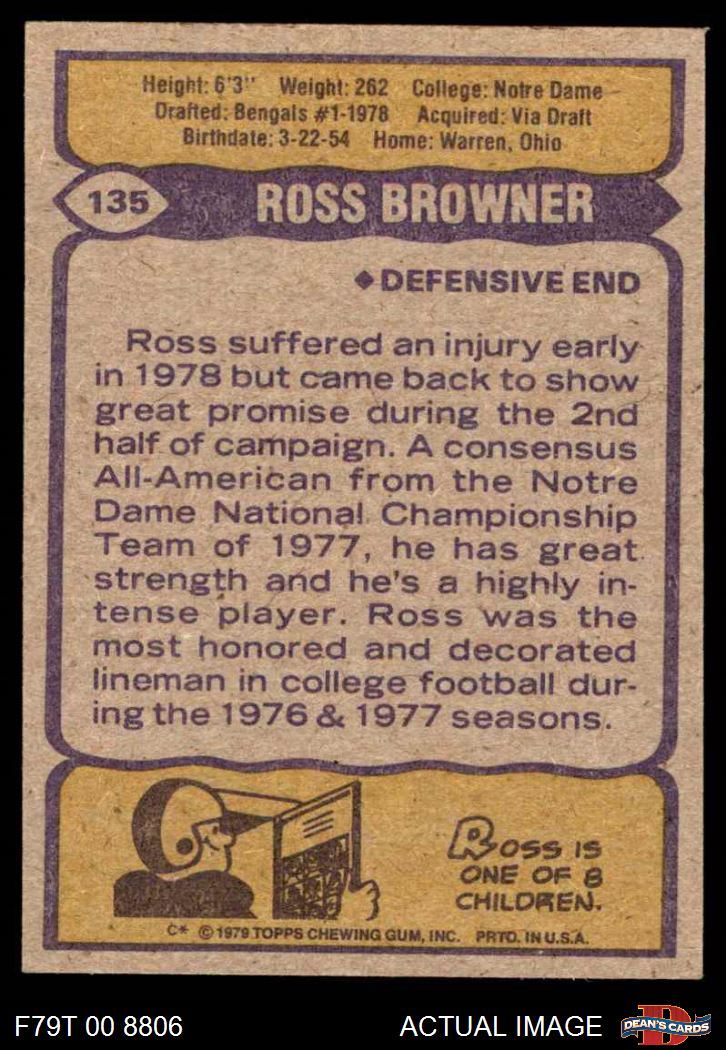 Height: 6'3" Weight: 262 College: Notre Dame
Drafted: Bengals #1-1978 Acquired: Via Draft
Birthdate: 3-22-54 Home: Warren, Ohio
135 ROSS BROWNER
◆DEFENSIVE END
Ross suffered an injury early
in 1978 but came back to show
great promise during the 2nd
half of campaign. A consensus
All-American from the Notre
Dame National Championship
Team of 1977, he has great
strength and he's a highly in-
tense player. Ross was the
most honored and decorated
lineman in college football dur-
ing the 1976 & 1977 seasons.
ROSS IS
ONE OF 8
CHILDREN.
C* © 1979 TOPPS CHEWING GUM, INC. PRTD. IN U.S.A.
F79T 00 8806 ACTUAL IMAGE D DEAN'S CARDS